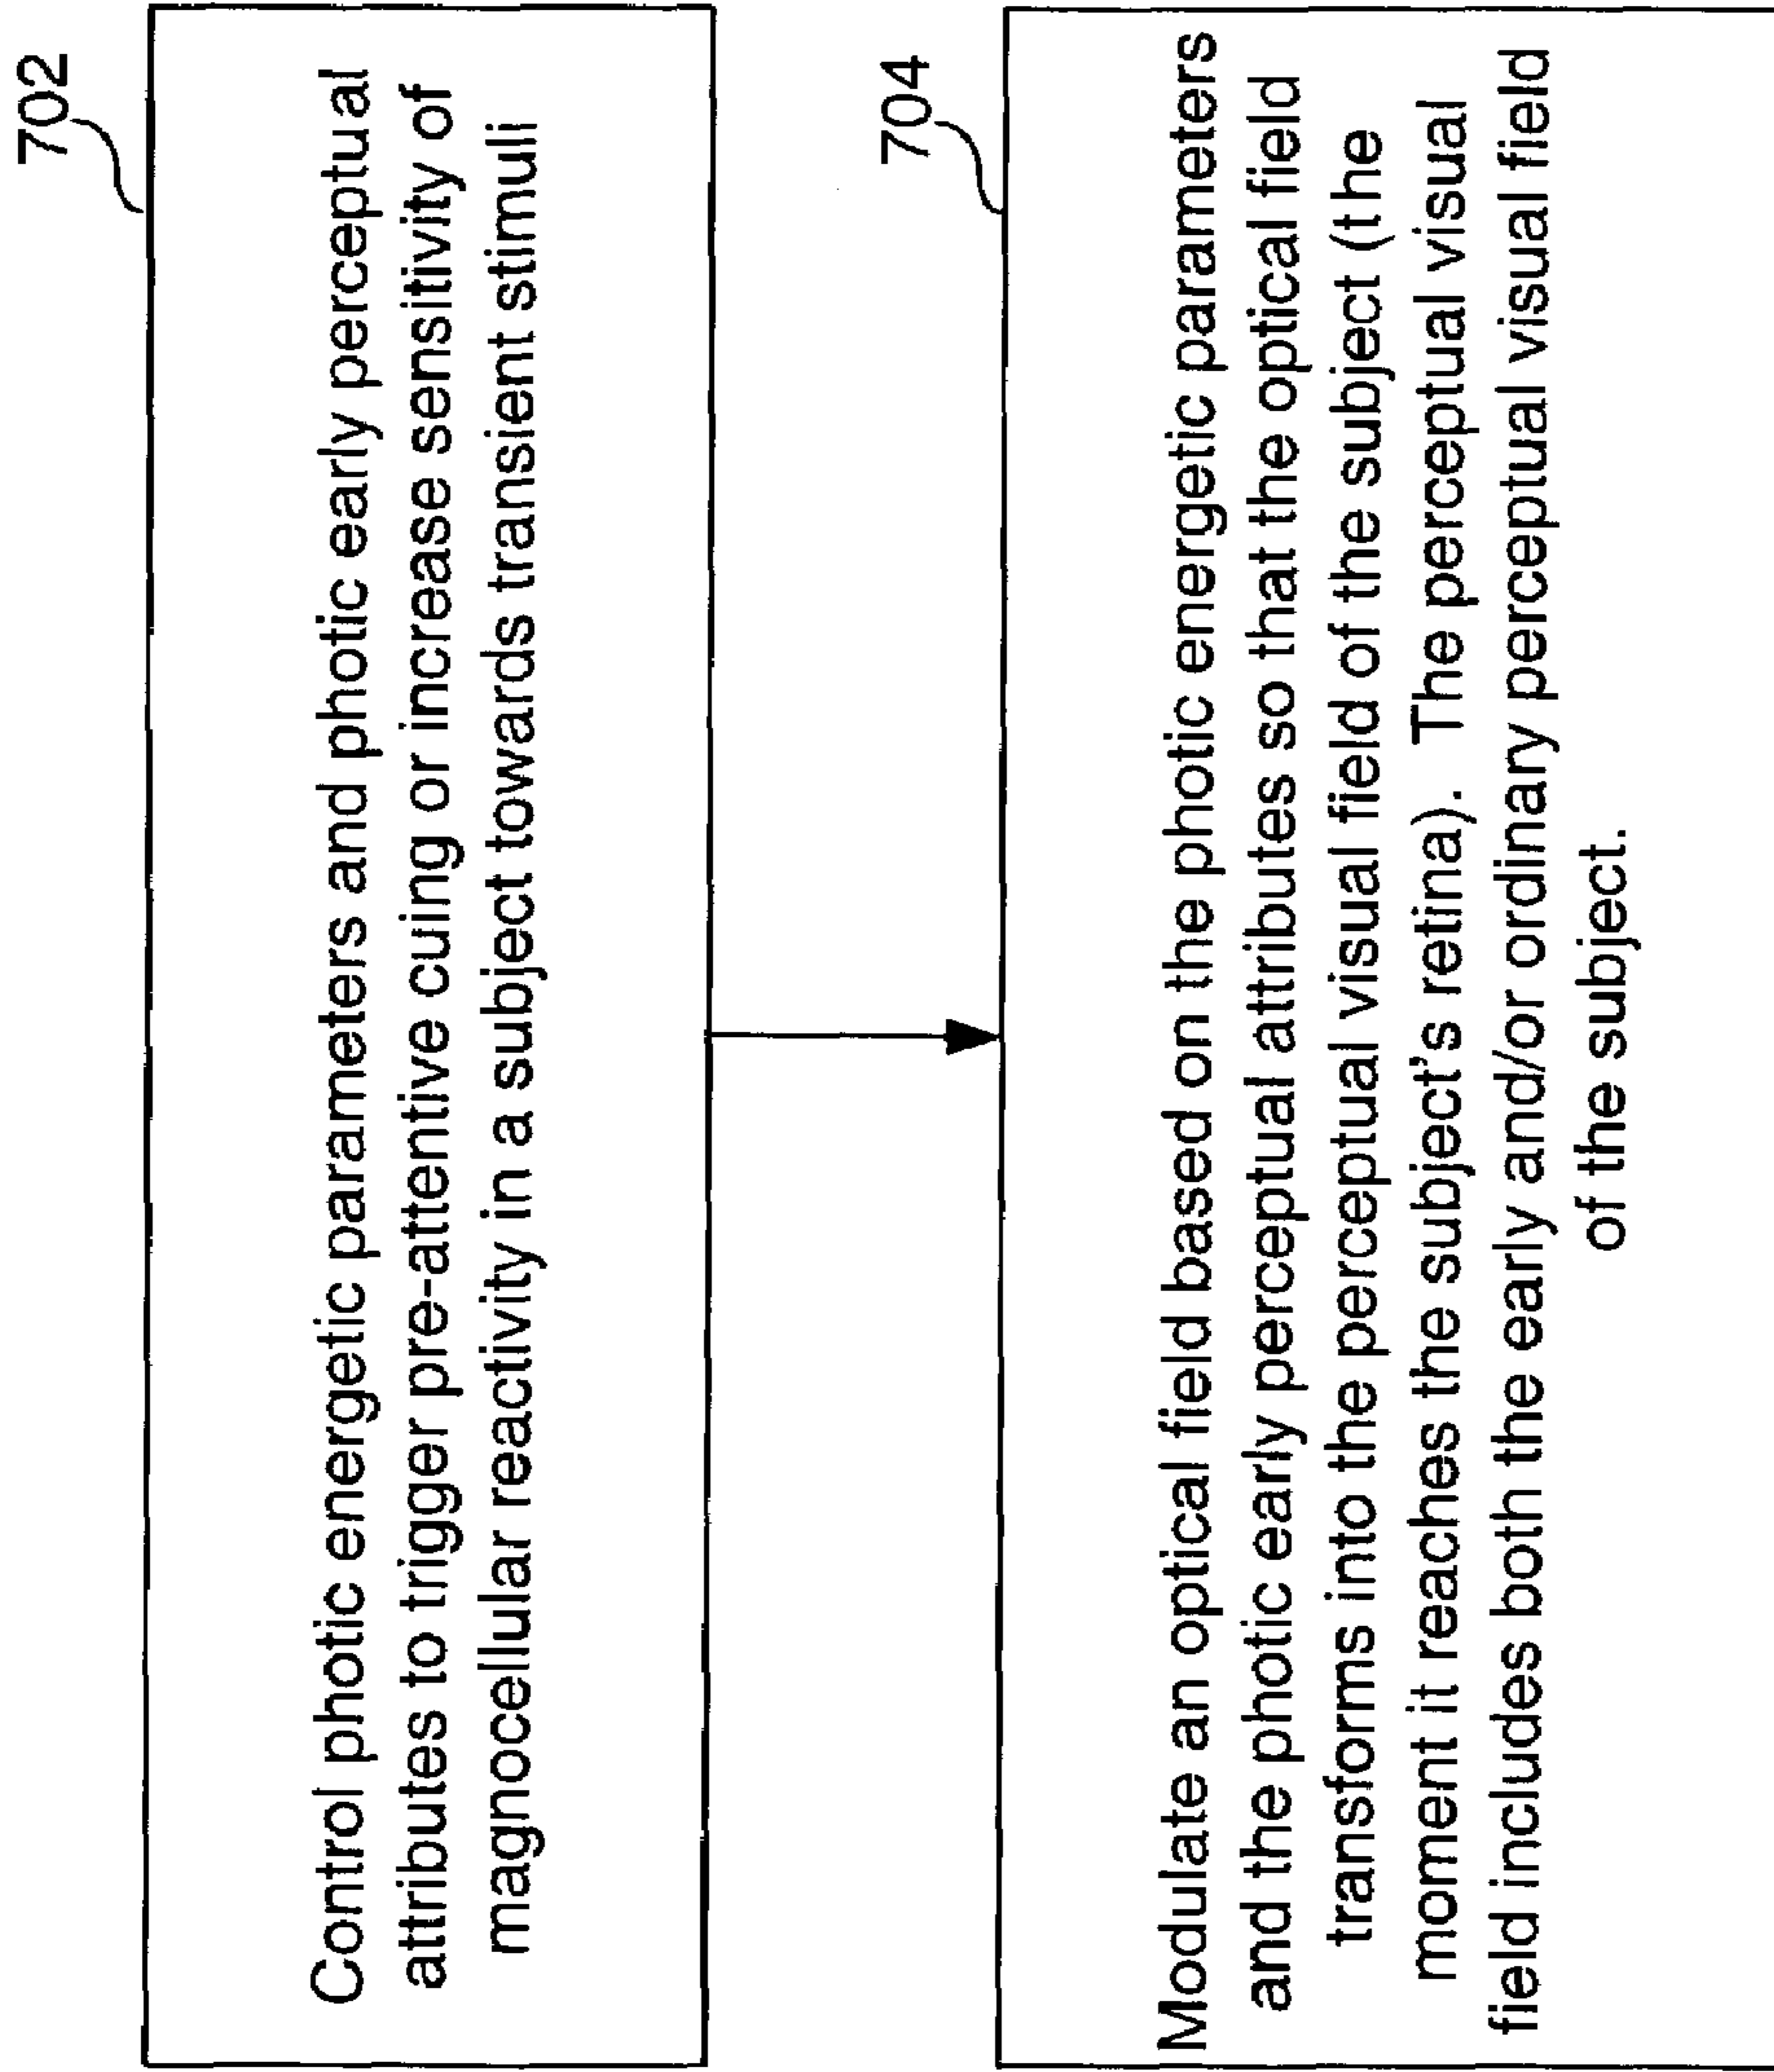 702
Control photic energetic parameters and photic early perceptual
attributes to trigger pre-attentive cuing or increase sensitivity of
magnocellular reactivity in a subject towards transient stimuli
704
Modulate an optical field based on the photic energetic parameters
and the photic early perceptual attributes so that the optical field
transforms into the perceptual visual field of the subject (the
moment it reaches the subject's retina). The perceptual visual
field includes both the early and/or ordinary perceptual visual field
of the subject.